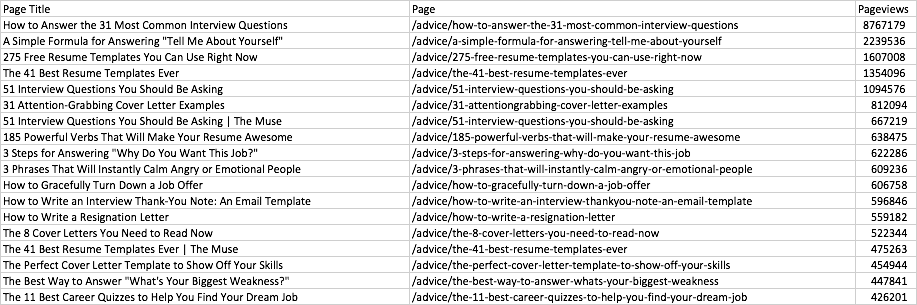 Page Title Page Pageviews
How to Answer the 31 Most Common Interview Questions /advice/how-to-answer-the-31-most-common-interview-questions 8767179
A Simple Formula for Answering "Tell Me About Yourself" /advice/a-simple-formula-for-answering-tell-me-about-yourself 2239536
275 Free Resume Templates You Can Use Right Now /advice/275-free-resume-templates-you-can-use-right-now 1607008
The 41 Best Resume Templates Ever /advice/the-41-best-resume-templates-ever 1354096
51 Interview Questions You Should Be Asking /advice/51-interview-questions-you-should-be-asking 1094576
31 Attention-Grabbing Cover Letter Examples /advice/31-attentiongrabbing-cover-letter-examples 812094
51 Interview Questions You Should Be Asking | The Muse /advice/51-interview-questions-you-should-be-asking 667219
185 Powerful Verbs That Will Make Your Resume Awesome /advice/185-powerful-verbs-that-will-make-your-resume-awesome 638475
3 Steps for Answering "Why Do You Want This Job?" /advice/3-steps-for-answering-why-do-you-want-this-job 622286
3 Phrases That Will Instantly Calm Angry or Emotional People /advice/3-phrases-that-will-instantly-calm-angry-or-emotional-people 609236
How to Gracefully Turn Down a Job Offer /advice/how-to-gracefully-turn-down-a-job-offer 606758
How to Write an Interview Thank-You Note: An Email Template /advice/how-to-write-an-interview-thankyou-note-an-email-template 596846
How to Write a Resignation Letter /advice/how-to-write-a-resignation-letter 559182
The 8 Cover Letters You Need to Read Now /advice/the-8-cover-letters-you-need-to-read-now 522344
The 41 Best Resume Templates Ever | The Muse /advice/the-41-best-resume-templates-ever 475263
The Perfect Cover Letter Template to Show Off Your Skills /advice/the-perfect-cover-letter-template-to-show-off-your-skills 454944
The Best Way to Answer "What's Your Biggest Weakness?" /advice/the-best-way-to-answer-whats-your-biggest-weakness 447841
The 11 Best Career Quizzes to Help You Find Your Dream Job /advice/the-11-best-career-quizzes-to-help-you-find-your-dream-job 426201